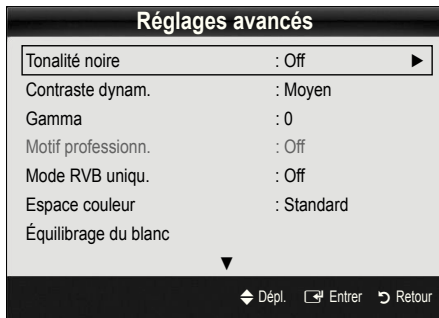 Réglages avancés
Tonalité noire : Off ►
Contraste dynam. : Moyen
Gamma : 0
Motif professionn. : Off
Mode RVB uniqu. : Off
Espace couleur : Standard
Équilibrage du blanc
▼
Dépl. Entrer Retour